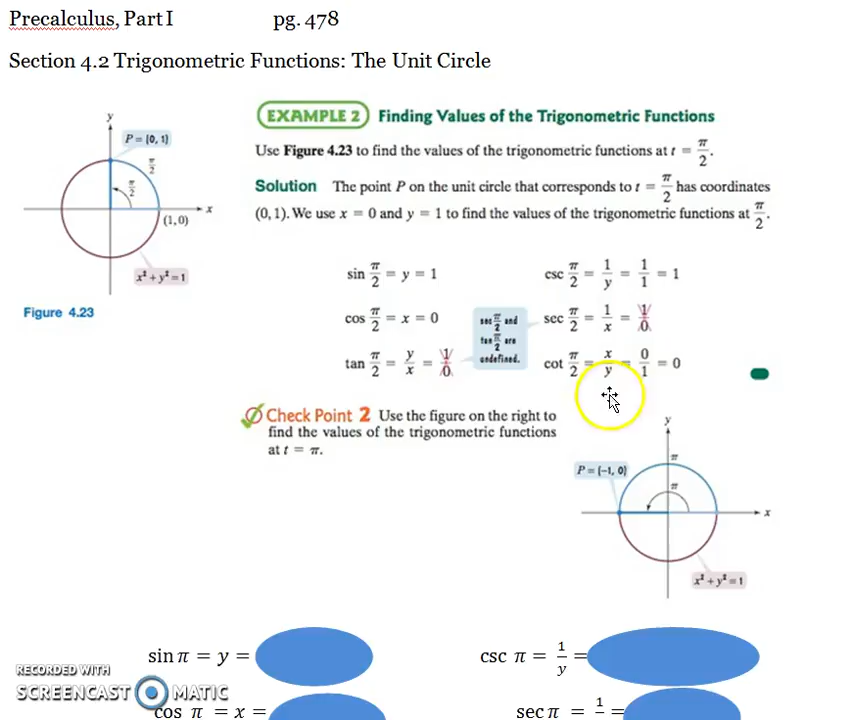 Precalculus, Part I pg. 478
Section 4.2 Trigonometric Functions: The Unit Circle
EXAMPLE 2 Finding Values of the Trigonometric Functions
Use Figure 4.23 to find the values of the trigonometric functions at t = π/2.
Solution The point P on the unit circle that corresponds to t = π/2 has coordinates
(0, 1). We use x = 0 and y = 1 to find the values of the trigonometric functions at π/2.
y
P = (0, 1)
π/2
π/2
x
(1, 0)
x² + y² = 1
Figure 4.23
sin π/2 = y = 1
csc π/2 = 1/y = 1/1 = 1
cos π/2 = x = 0
sec π/2 = 1/x = 1/0
tan π/2 = y/x = 1/0
cot π/2 = x/y = 0/1 = 0
sec π/2 and
tan π/2 are
undefined.
Check Point 2 Use the figure on the right to
find the values of the trigonometric functions
at t = π.
y
π
P = (−1, 0)
π
x
x² + y² = 1
sin π = y =
csc π = 1/y =
cos π = x =
sec π = 1/ =
RECORDED WITH
SCREENCAST MATIC